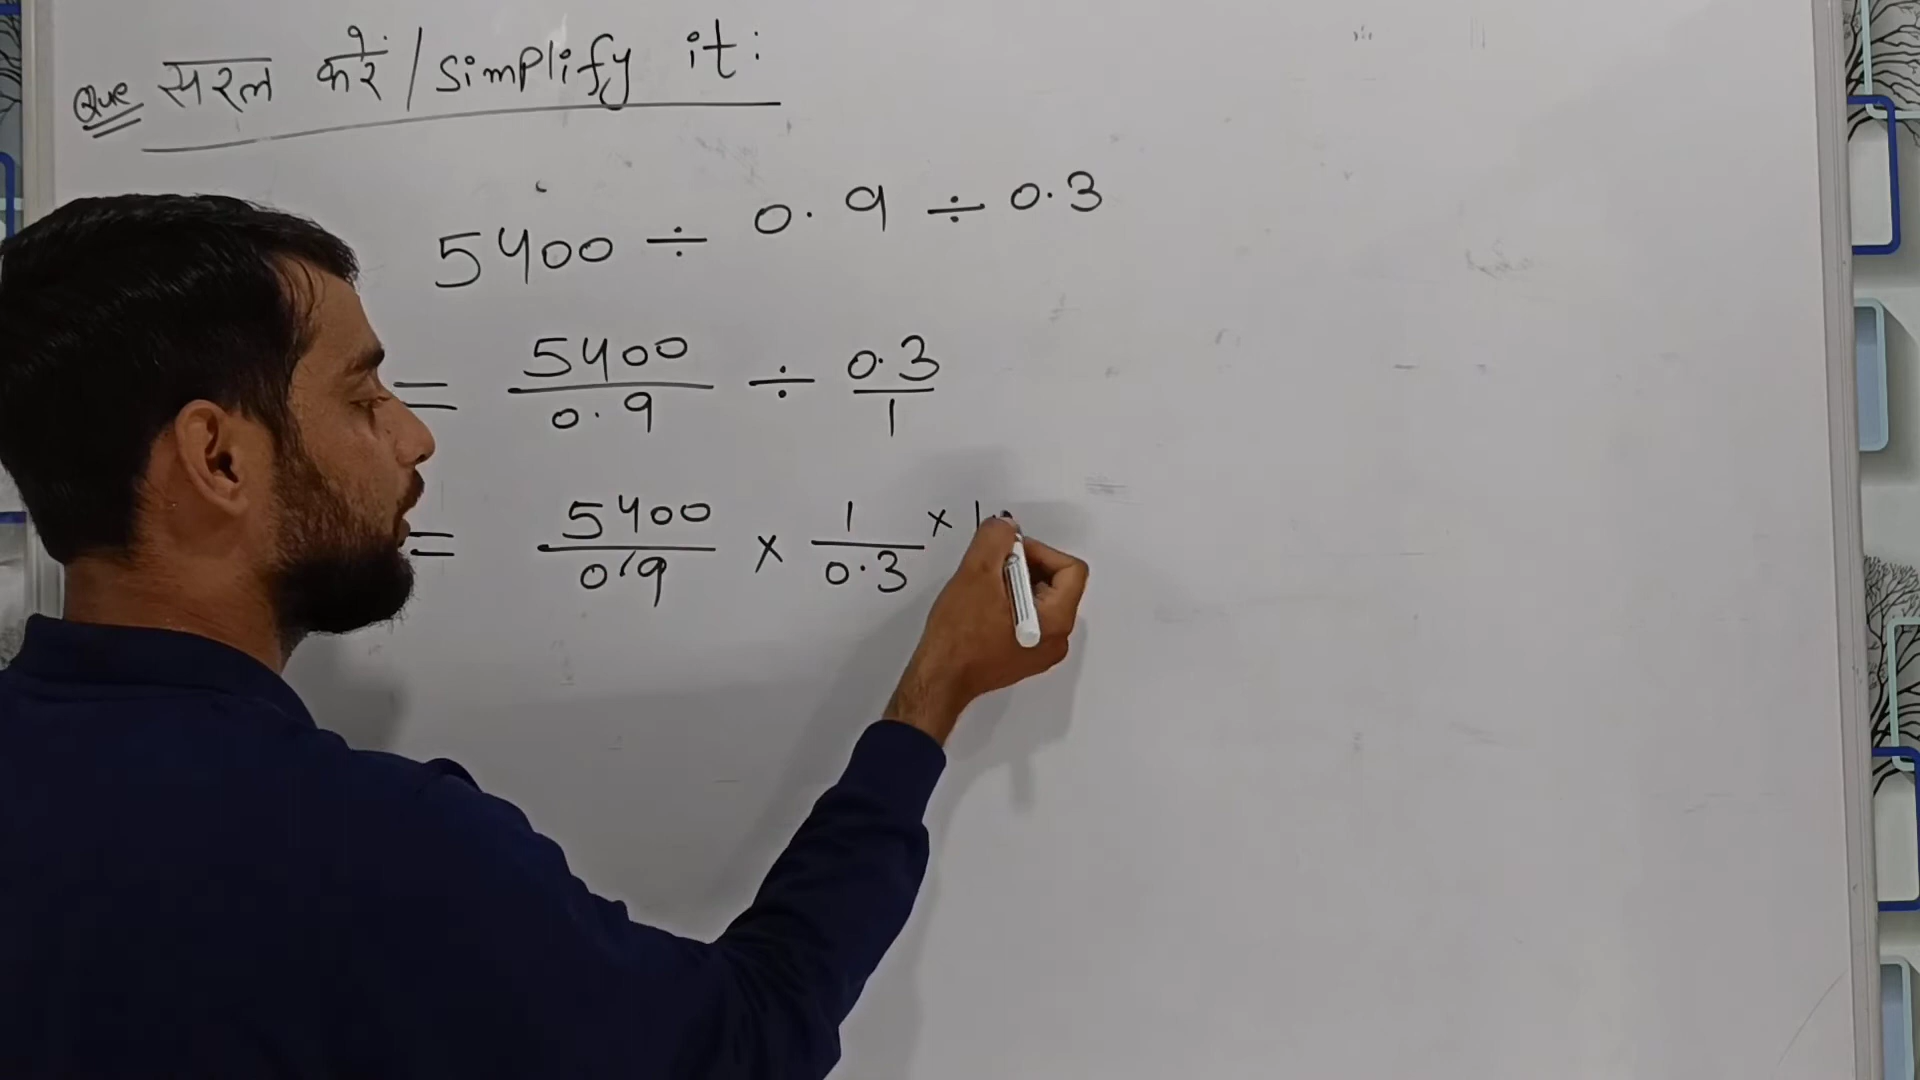 Que सरल करें / Simplify it:
5400 ÷ 0.9 ÷ 0.3
= 5400/0.9 ÷ 0.3/1
= 5400/0.9 × 1/0.3 × 1